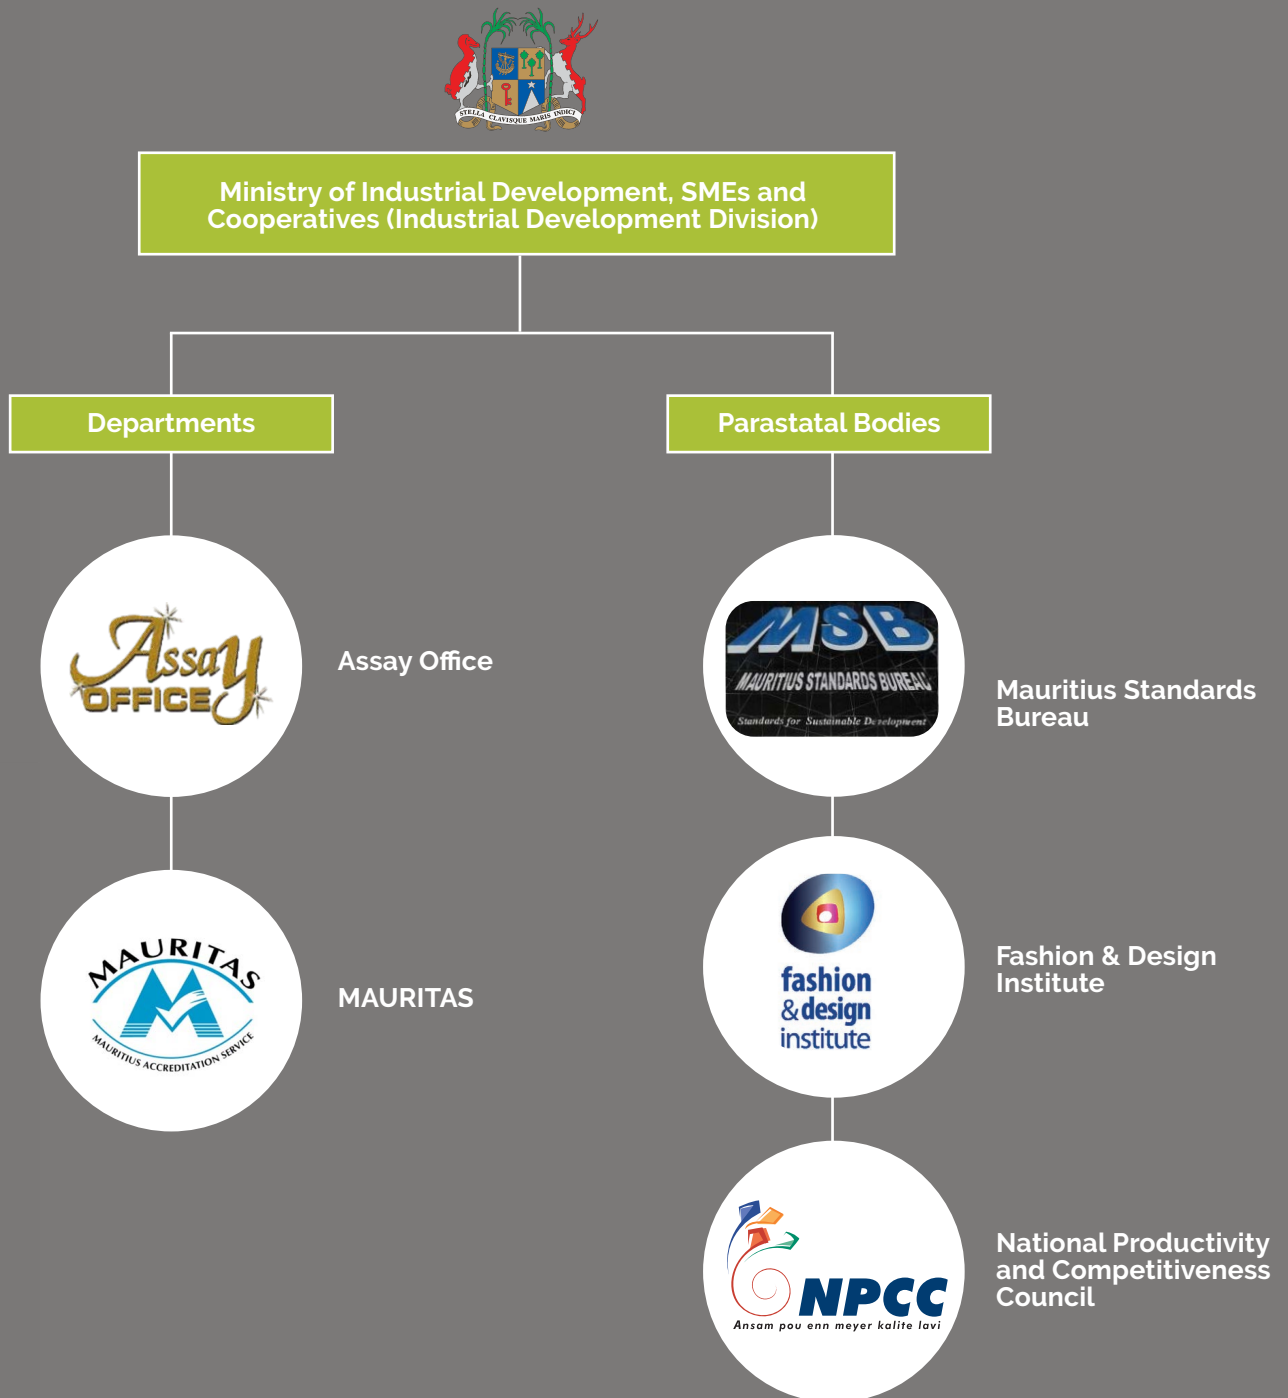 STELLA CLAVISQUE MARIS INDICI
Ministry of Industrial Development, SMEs and
Cooperatives (Industrial Development Division)
Departments
Parastatal Bodies
Assay
OFFICE
Assay Office
MSB
MAURITIUS STANDARDS BUREAU
Standards for Sustainable Development
Mauritius Standards
Bureau
MAURITAS
MAURITIUS ACCREDITATION SERVICE
MAURITAS
fashion
&design
institute
Fashion & Design
Institute
NPCC
Ansam pou enn meyer kalite lavi
National Productivity
and Competitiveness
Council